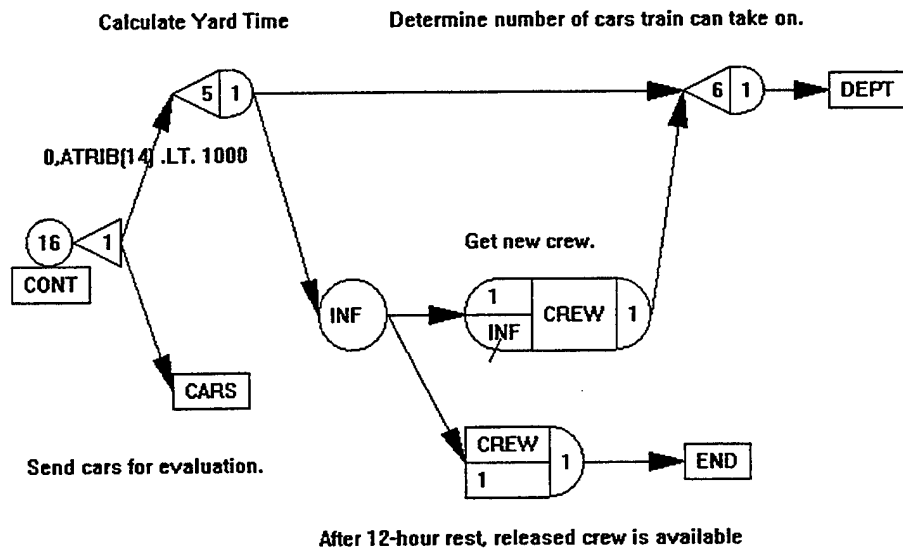 Calculate Yard Time
Determine number of cars train can take on.
5 1
6 1
DEPT
0,ATRIB(14) .LT. 1000
16 1
CONT
Get new crew.
INF
1
INF
CREW
1
CARS
CREW
1
1
END
Send cars for evaluation.
After 12-hour rest, released crew is available